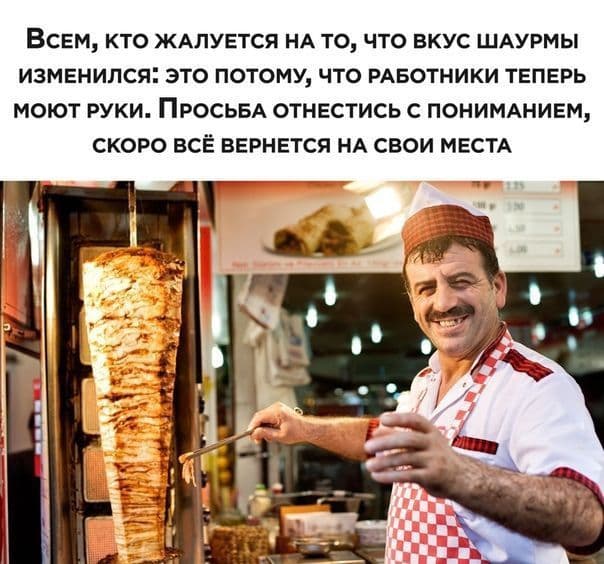 Всем, кто жалуется на то, что вкус шаурмы
изменился: это потому, что работники теперь
моют руки. Просьба отнестись с пониманием,
скоро всё вернется на свои места